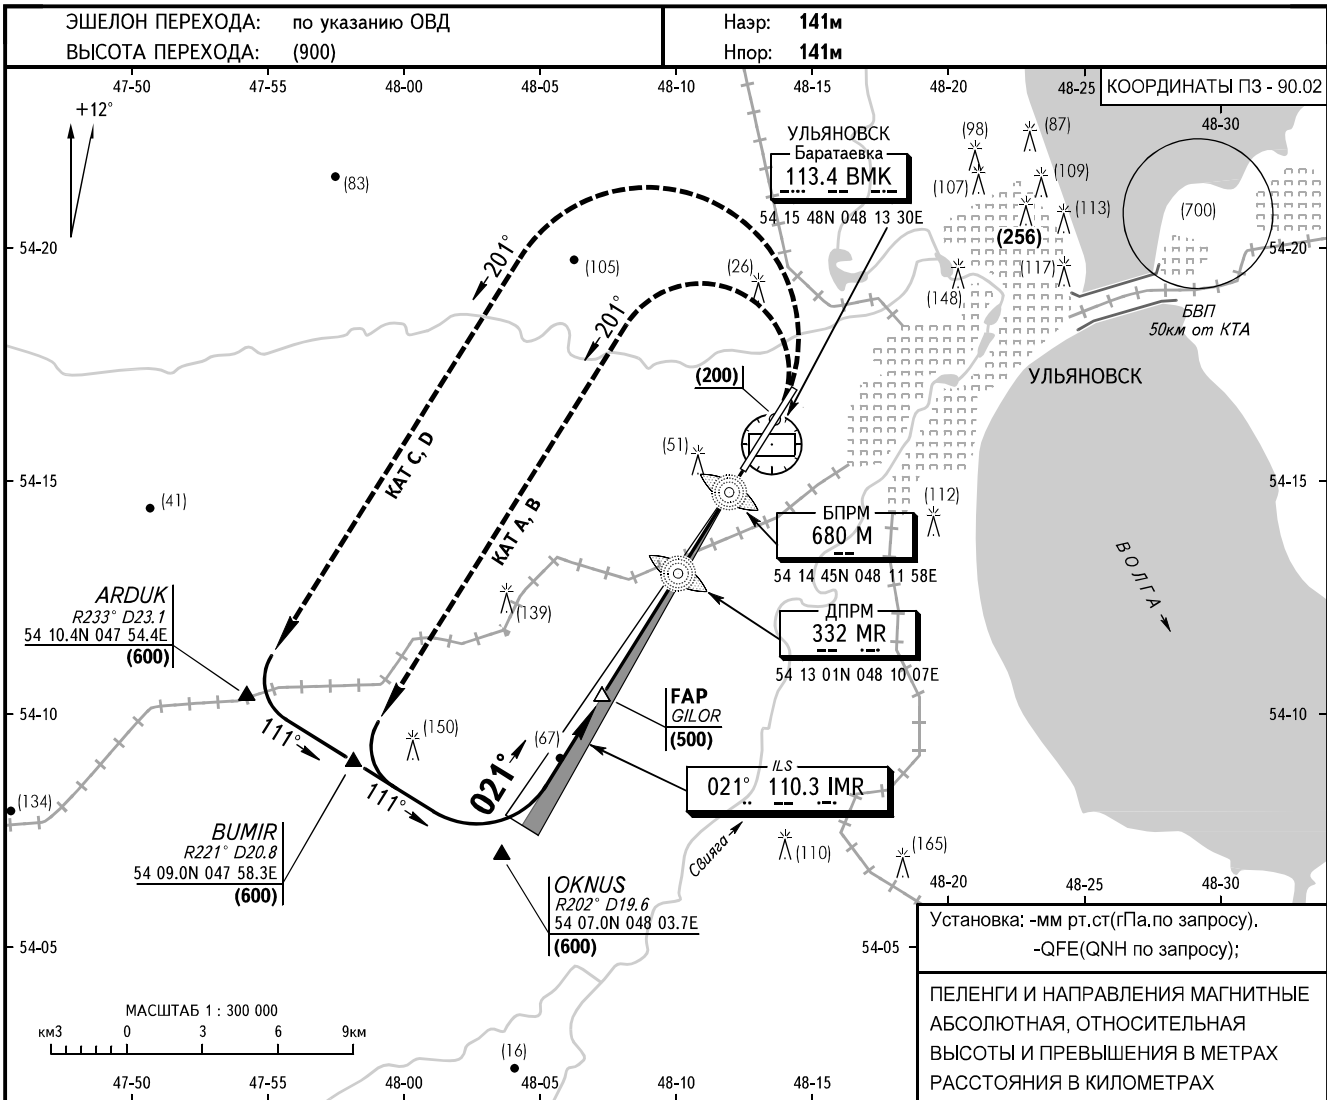 ЭШЕЛОН ПЕРЕХОДА: по указанию ОВД
ВЫСОТА ПЕРЕХОДА: (900)
Наэр: 141м
Нпор: 141м
47-50 47-55 48-00 48-05 48-10 48-15 48-20 48-25
КООРДИНАТЫ ПЗ - 90.02
48-30
+12°
УЛЬЯНОВСК
Баратаевка
113.4 BMK
54 15 48N 048 13 30E
(83)
(98)
(87)
(107)
(109)
(113)
(700)
(256)
54-20
54-20
201°
(105)
(26)
(117)
(148)
201°
БВП
50км от КТА
УЛЬЯНОВСК
(200)
(51)
КАТ C, D
КАТ A, B
54-15
54-15
(41)
(112)
БПРМ
680 M
54 14 45N 048 11 58E
ВОЛГА
ARDUK
R233° D23.1
54 10.4N 047 54.4E
(600)
(139)
ДПРМ
332 MR
54 13 01N 048 10 07E
FAP
GILOR
(500)
54-10
54-10
111°
(150)
(67)
021°
ILS
021° 110.3 IMR
111°
(134)
BUMIR
R221° D20.8
54 09.0N 047 58.3E
(600)
Свияга
(110)
(165)
OKNUS
R202° D19.6
54 07.0N 048 03.7E
(600)
48-20 48-25 48-30
54-05
54-05
Установка: -мм рт.ст(гПа.по запросу).
-QFE(QNH по запросу);
МАСШТАБ 1 : 300 000
км3 0 3 6 9км
(16)
ПЕЛЕНГИ И НАПРАВЛЕНИЯ МАГНИТНЫЕ
АБСОЛЮТНАЯ, ОТНОСИТЕЛЬНАЯ
ВЫСОТЫ И ПРЕВЫШЕНИЯ В МЕТРАХ
РАССТОЯНИЯ В КИЛОМЕТРАХ
47-50 47-55 48-00 48-05 48-10 48-15